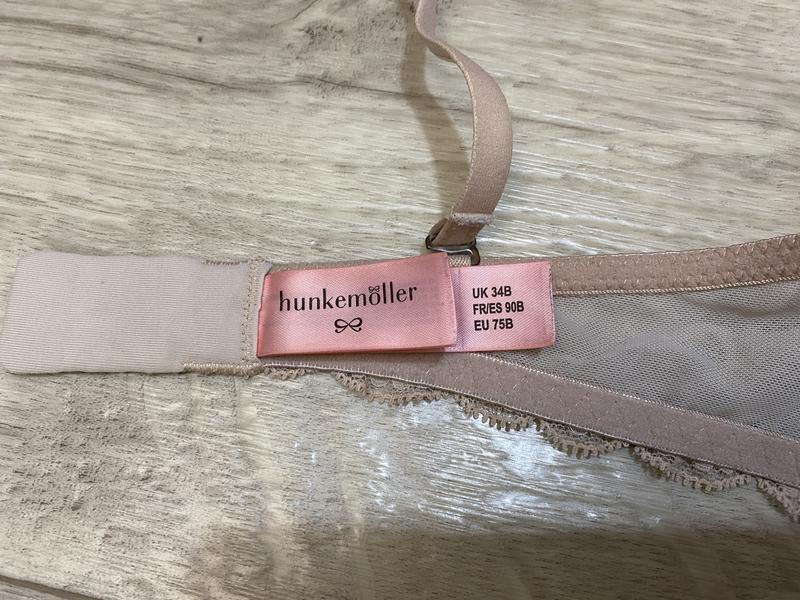 hunkemöller
UK 34B
FR/ES 90B
EU 75B